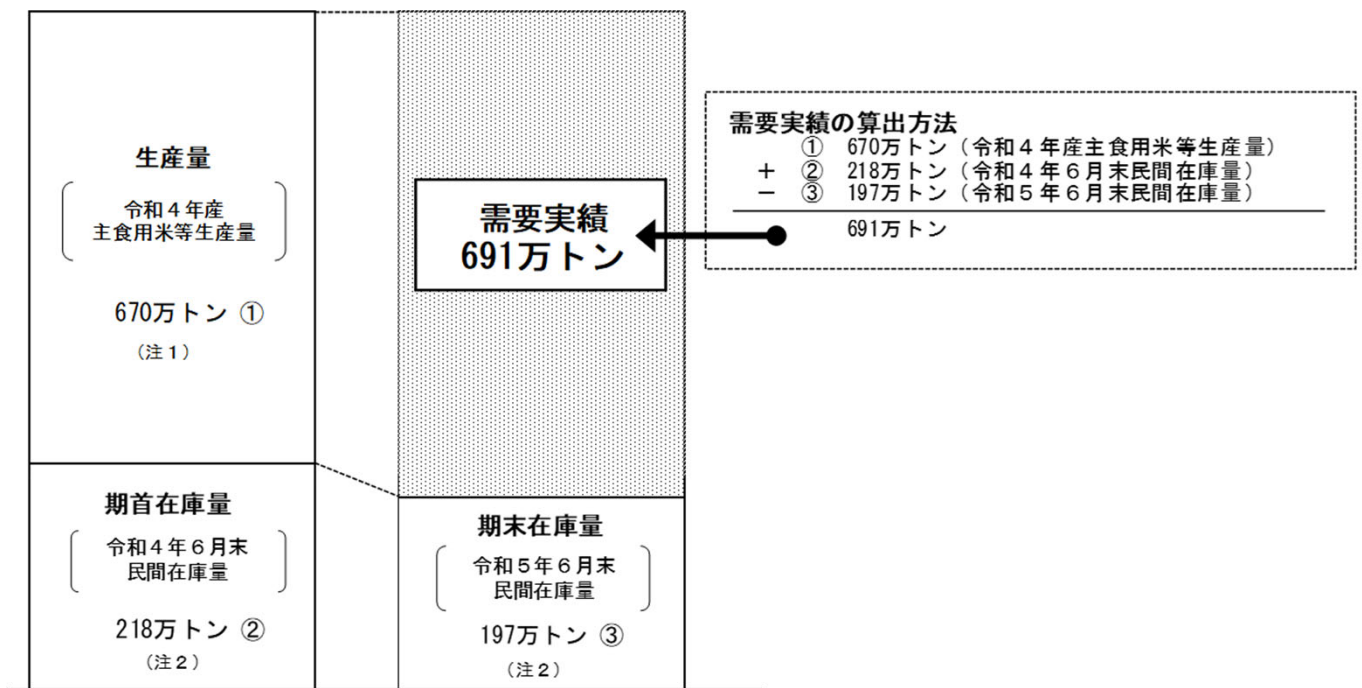 生産量
令和４年産
主食用米等生産量
670万トン ①
（注１）
期首在庫量
令和４年６月末
民間在庫量
218万トン ②
（注２）
需要実績
691万トン
期末在庫量
令和５年６月末
民間在庫量
197万トン ③
（注２）
需要実績の算出方法
① 670万トン（令和４年産主食用米等生産量）
＋ ② 218万トン（令和４年６月末民間在庫量）
－ ③ 197万トン（令和５年６月末民間在庫量）
691万トン